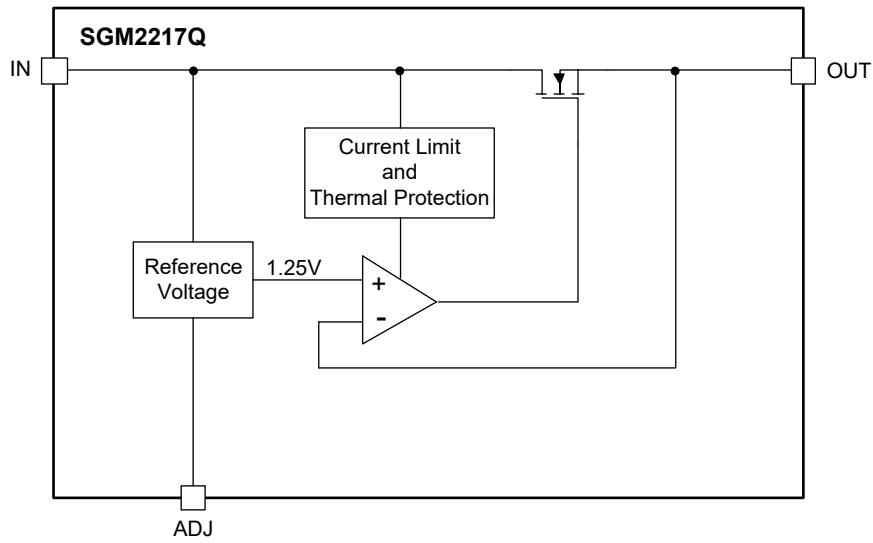 SGM2217Q
IN
OUT
Current Limit
and
Thermal Protection
Reference
Voltage
1.25V
+
-
ADJ